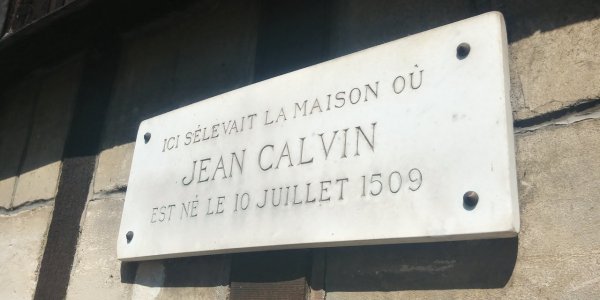 ICI SÉLEVAIT LA MAISON OÙ
JEAN CALVIN
EST NÉ LE 10 JUILLET 1509